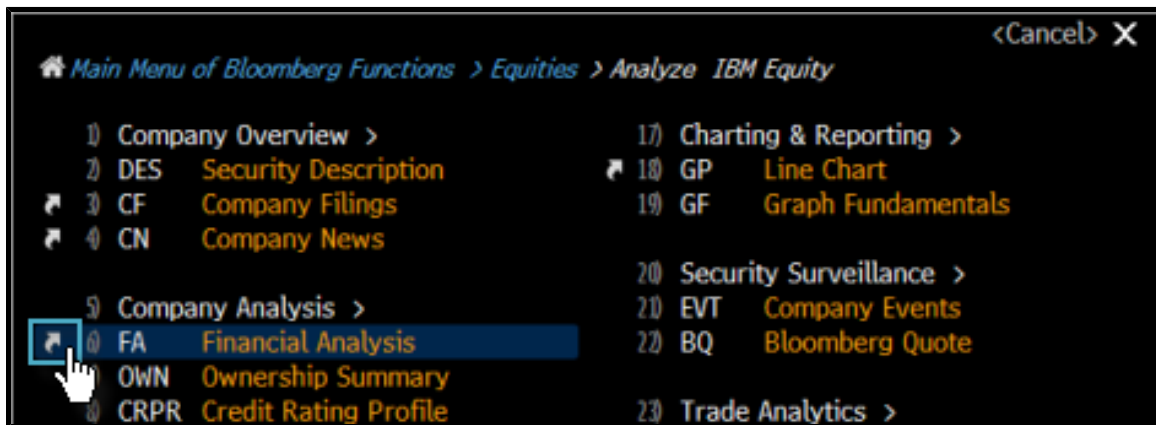 <Cancel> X
Main Menu of Bloomberg Functions > Equities > Analyze IBM Equity
1) Company Overview >
2) DES Security Description
3) CF Company Filings
4) CN Company News
5) Company Analysis >
6) FA Financial Analysis
OWN Ownership Summary
8) CRPR Credit Rating Profile
17) Charting & Reporting >
18) GP Line Chart
19) GF Graph Fundamentals
20) Security Surveillance >
21) EVT Company Events
22) BQ Bloomberg Quote
23) Trade Analytics >